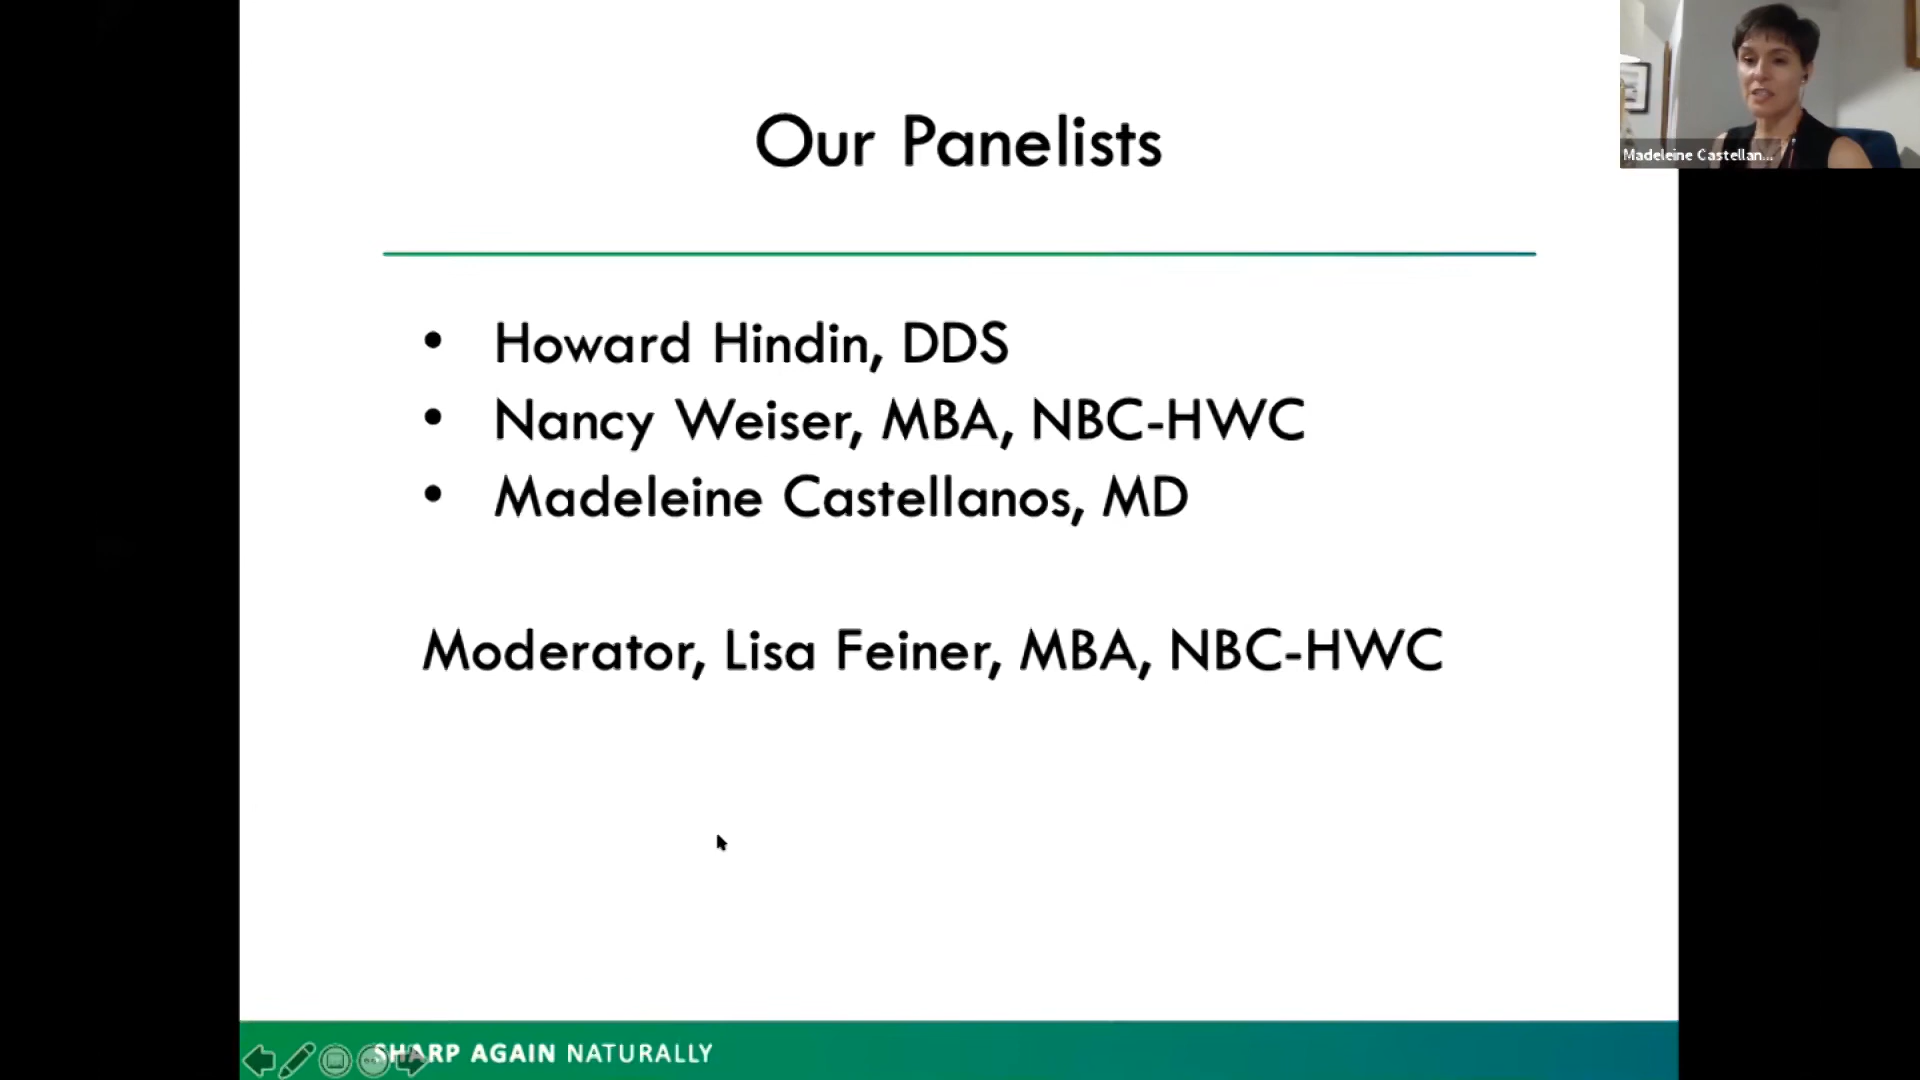 Our Panelists
Madeleine Castellan...
• Howard Hindin, DDS
• Nancy Weiser, MBA, NBC-HWC
• Madeleine Castellanos, MD
Moderator, Lisa Feiner, MBA, NBC-HWC
SHARP AGAIN NATURALLY